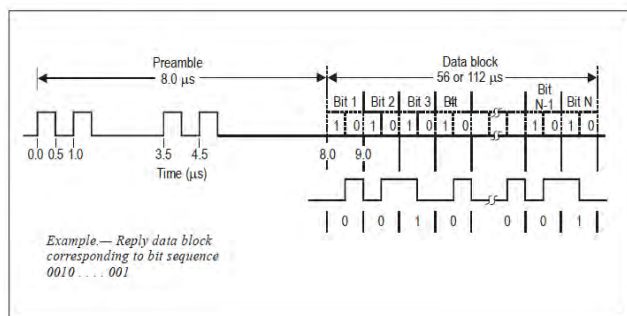 Preamble
8.0 μs
Data block
56 or 112 μs
Bit 1 Bit 2 Bit 3 Bit 4 Bit N-1 Bit N
1 0 1 0 1 0 1 0 1 0 1 0
0.0 0.5 1.0 3.5 4.5 8.0 9.0
Time (μs)
0 0 1 0 0 0 1
Example.— Reply data block
corresponding to bit sequence
0010 . . . . 001